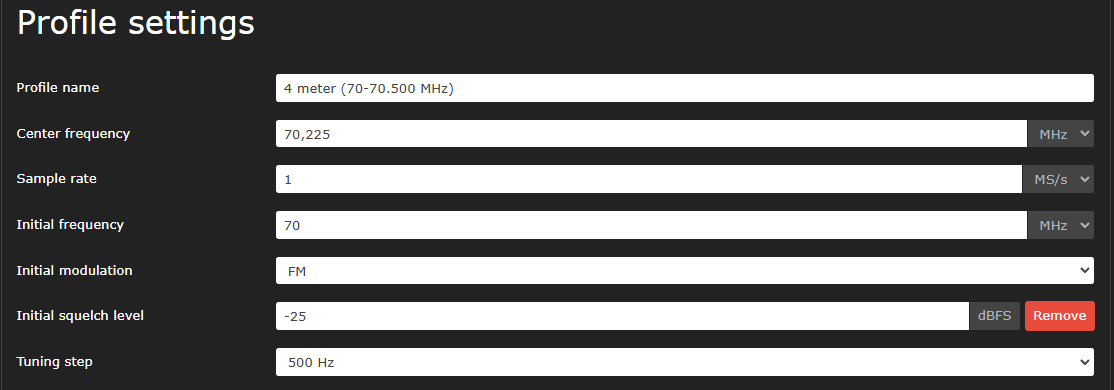 Profile settings
Profile name 4 meter (70-70.500 MHz)
Center frequency 70,225 MHz
Sample rate 1 MS/s
Initial frequency 70 MHz
Initial modulation FM
Initial squelch level -25 dBFS Remove
Tuning step 500 Hz